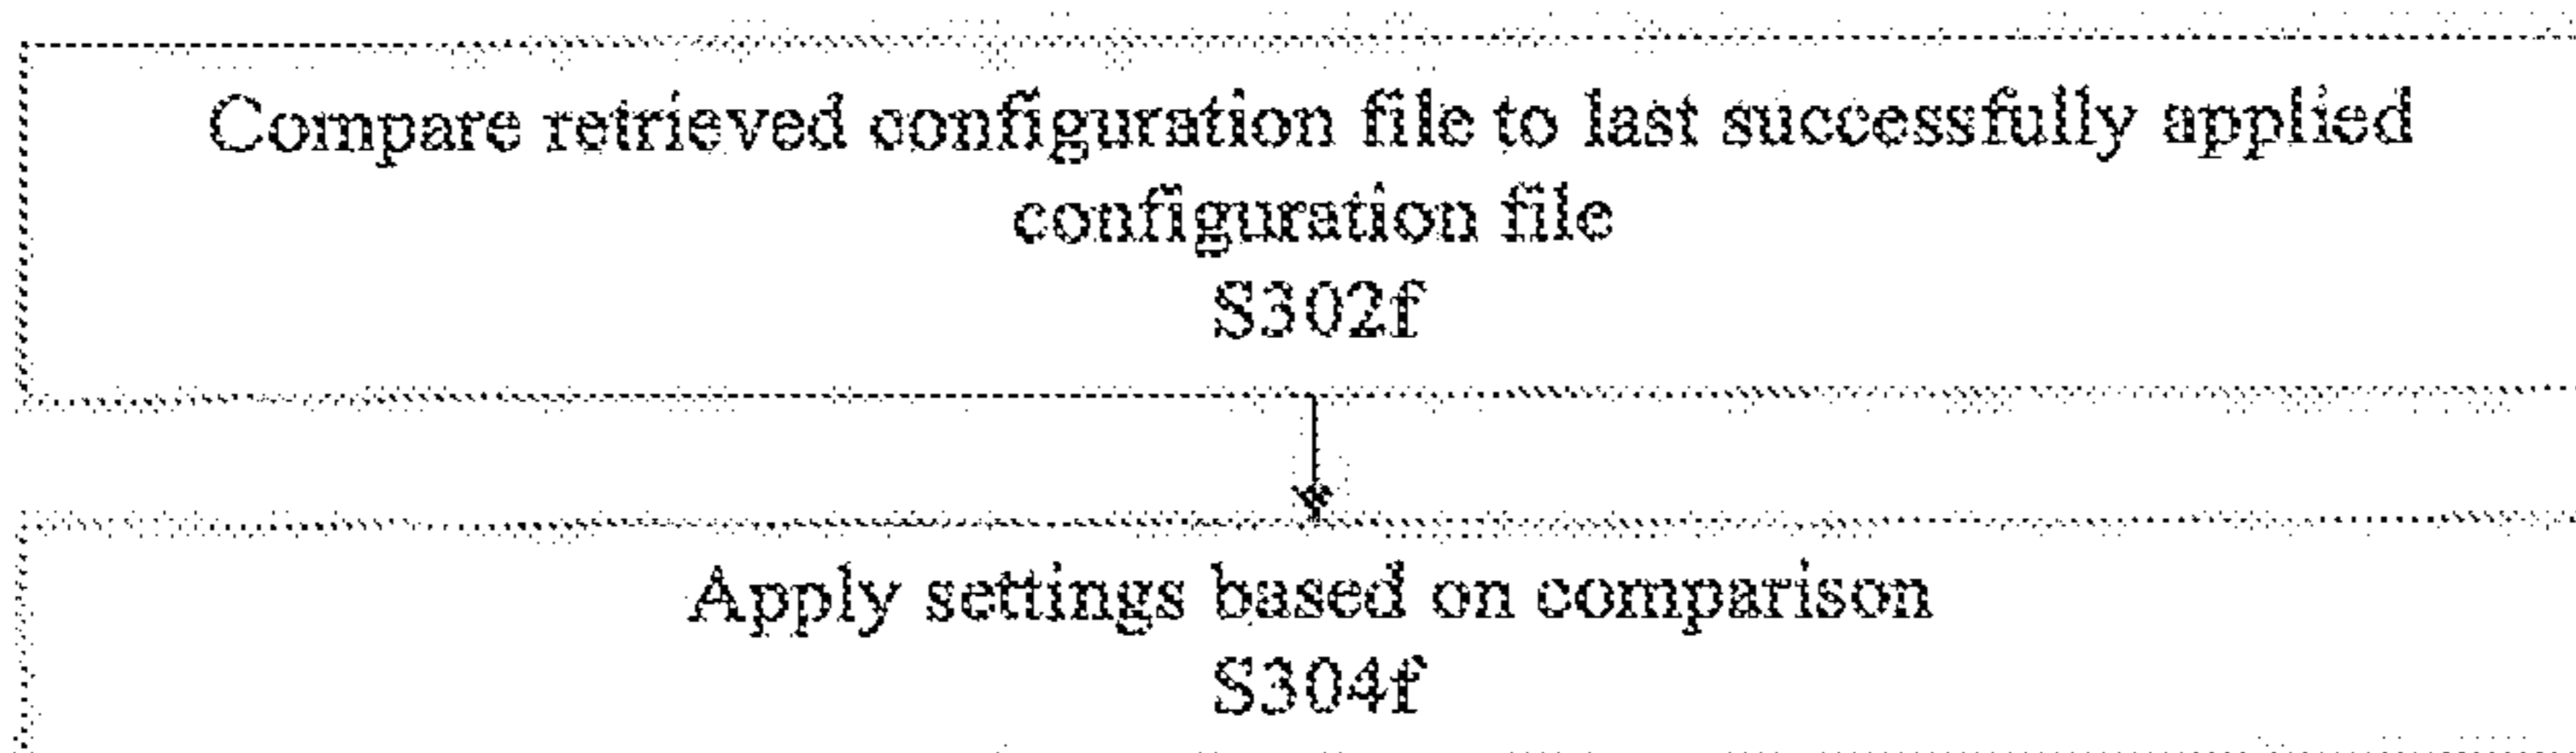 Compare retrieved configuration file to last successfully applied
configuration file
S302f
Apply settings based on comparison
S304f